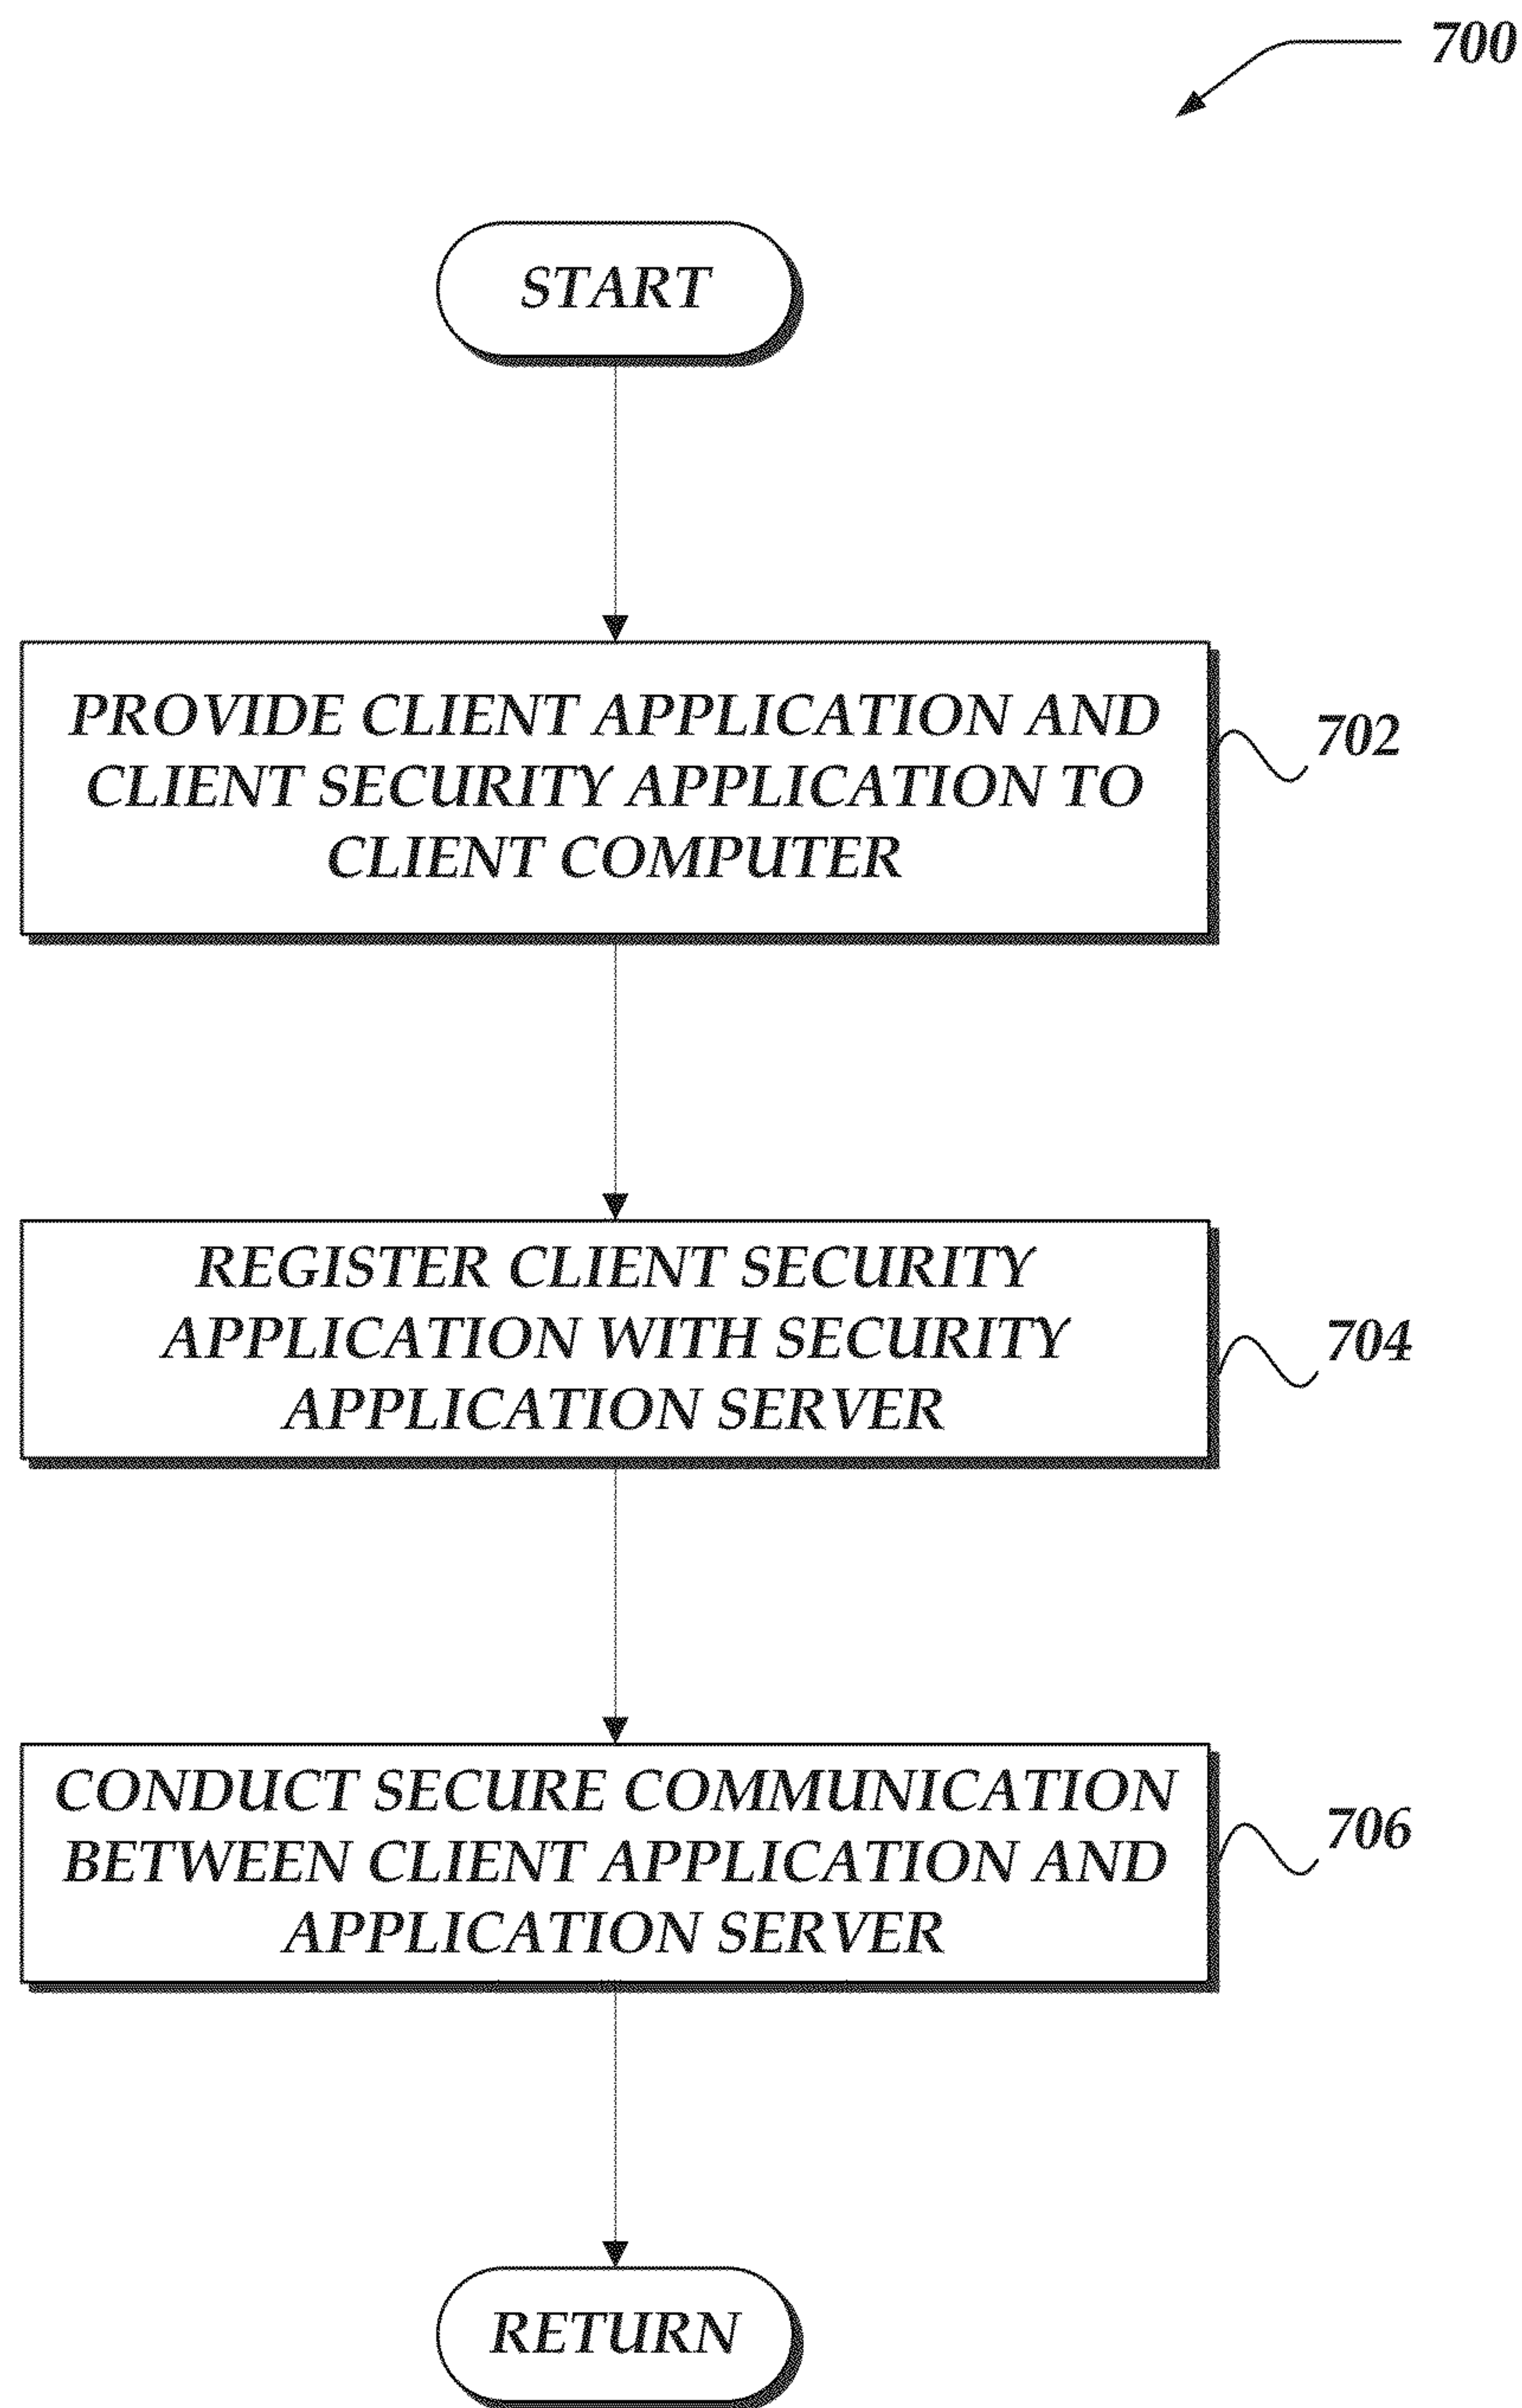 700
START
PROVIDE CLIENT APPLICATION AND
CLIENT SECURITY APPLICATION TO
CLIENT COMPUTER
702
REGISTER CLIENT SECURITY
APPLICATION WITH SECURITY
APPLICATION SERVER
704
CONDUCT SECURE COMMUNICATION
BETWEEN CLIENT APPLICATION AND
APPLICATION SERVER
706
RETURN